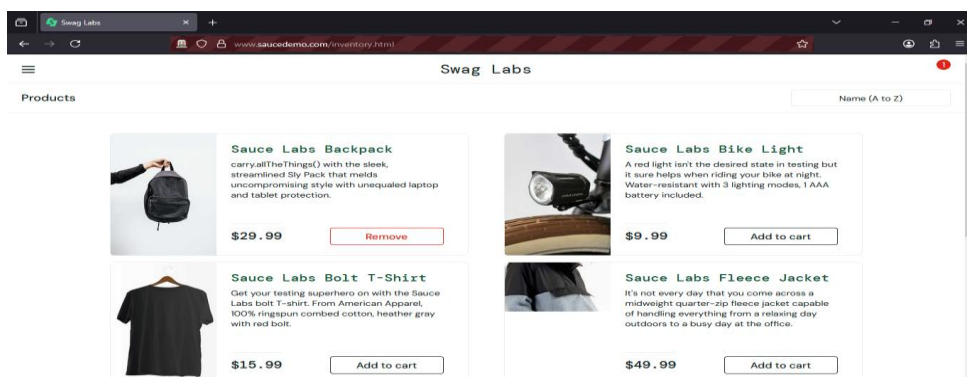 Swag Labs
www.saucedemo.com/inventory.html
Swag Labs
1
Products
Name (A to Z)
Sauce Labs Backpack
carry.allTheThings() with the sleek,
streamlined Sly Pack that melds
uncompromising style with unequaled laptop
and tablet protection.
$29.99
Remove
Sauce Labs Bike Light
A red light isn't the desired state in testing but
it sure helps when riding your bike at night.
Water-resistant with 3 lighting modes, 1 AAA
battery included.
$9.99
Add to cart
Sauce Labs Bolt T-Shirt
Get your testing superhero on with the Sauce
Labs bolt T-shirt. From American Apparel,
100% ringspun combed cotton, heather gray
with red bolt.
$15.99
Add to cart
Sauce Labs Fleece Jacket
It's not every day that you come across a
midweight quarter-zip fleece jacket capable
of handling everything from a relaxing day
outdoors to a busy day at the office.
$49.99
Add to cart